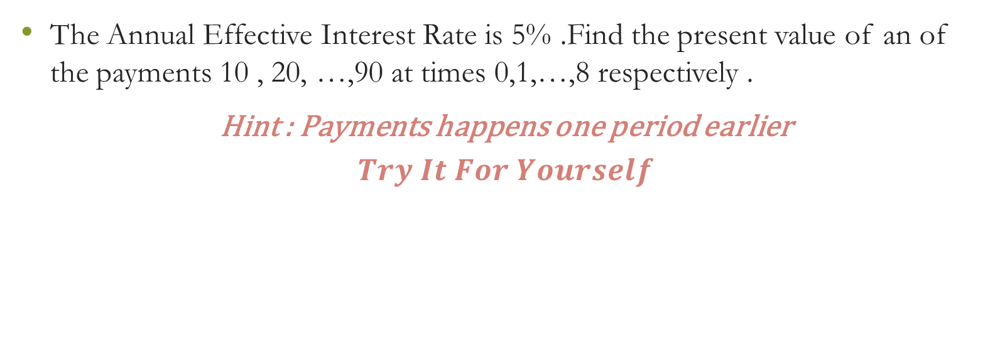 • The Annual Effective Interest Rate is 5% .Find the present value of an of
the payments 10 , 20, …,90 at times 0,1,…,8 respectively .
Hint : Payments happens one period earlier
Try It For Yourself